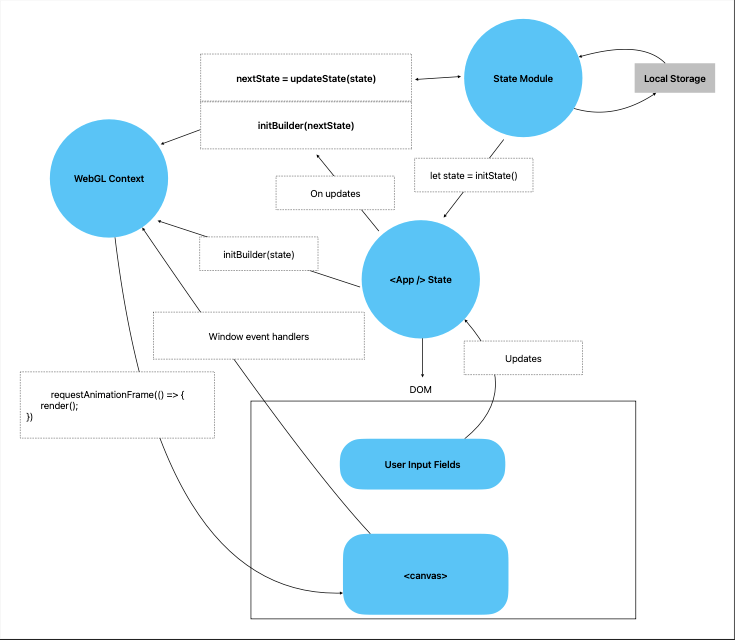 State Module
Local Storage
nextState = updateState(state)
initBuilder(nextState)
WebGL Context
let state = initState()
On updates
initBuilder(state)
<App /> State
Window event handlers
Updates
DOM
requestAnimationFrame(() => {
render();
})
User Input Fields
<canvas>